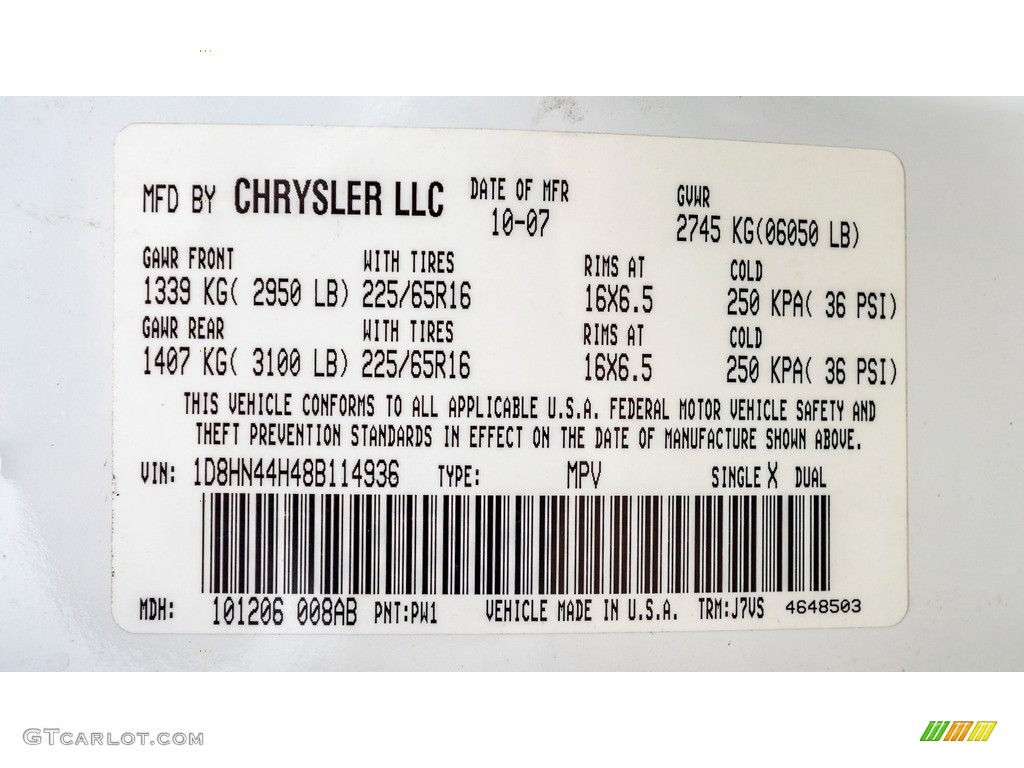 MFD BY CHRYSLER LLC DATE OF MFR GVWR
10-07 2745 KG(06050 LB)
GAWR FRONT WITH TIRES RIMS AT COLD
1339 KG( 2950 LB) 225/65R16 16X6.5 250 KPA( 36 PSI)
GAWR REAR WITH TIRES RIMS AT COLD
1407 KG( 3100 LB) 225/65R16 16X6.5 250 KPA( 36 PSI)
THIS VEHICLE CONFORMS TO ALL APPLICABLE U.S.A. FEDERAL MOTOR VEHICLE SAFETY AND
THEFT PREVENTION STANDARDS IN EFFECT ON THE DATE OF MANUFACTURE SHOWN ABOVE.
VIN: 1D8HN44H48B114936 TYPE: MPV SINGLE X DUAL
MDH: 101206 008AB PNT:PW1 VEHICLE MADE IN U.S.A. TRM:J7VS 4648503
GTCARLOT.COM